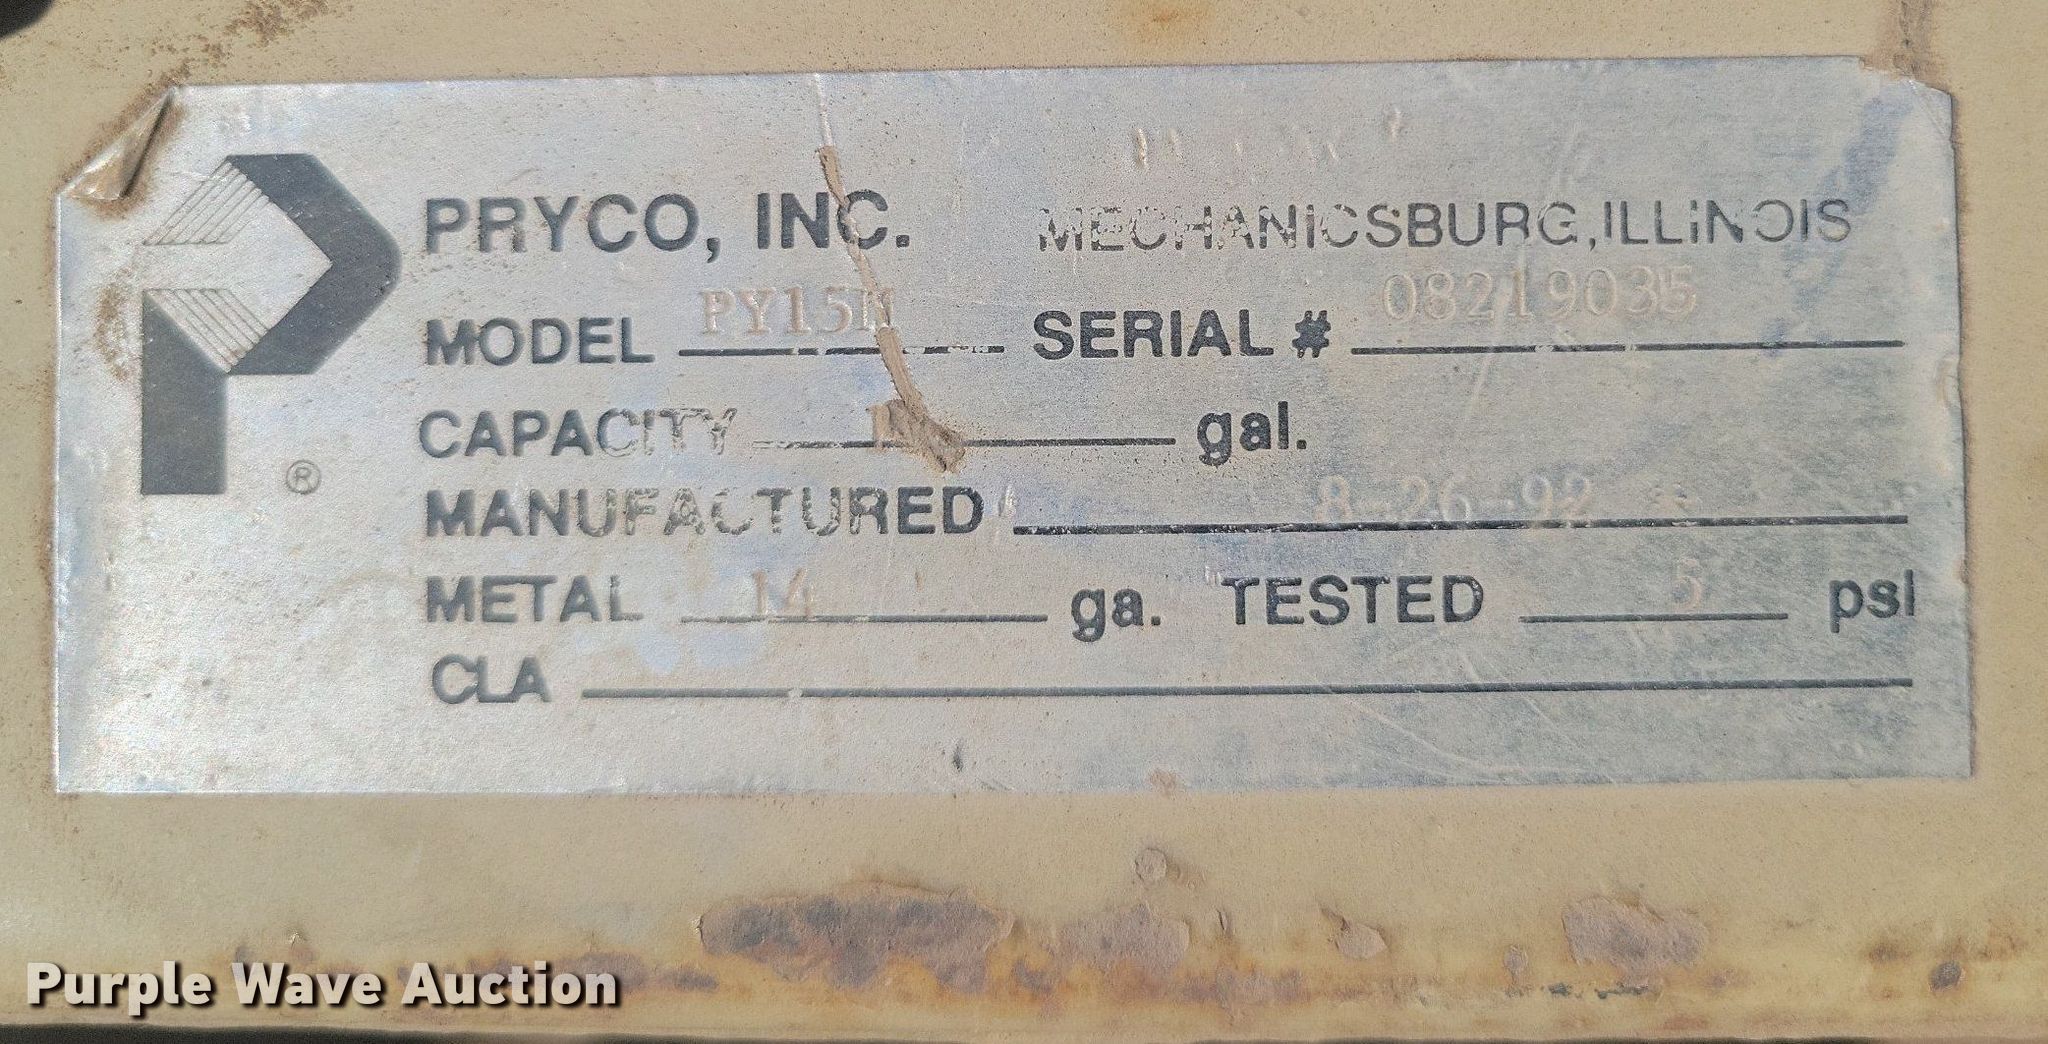 PRYCO, INC. MECHANICSBURG, ILLINOIS
MODEL PY15H SERIAL # 08219035
CAPACITY gal.
MANUFACTURED 8-26-92
METAL 14 ga. TESTED 5 psi
CLA
®
Purple Wave Auction